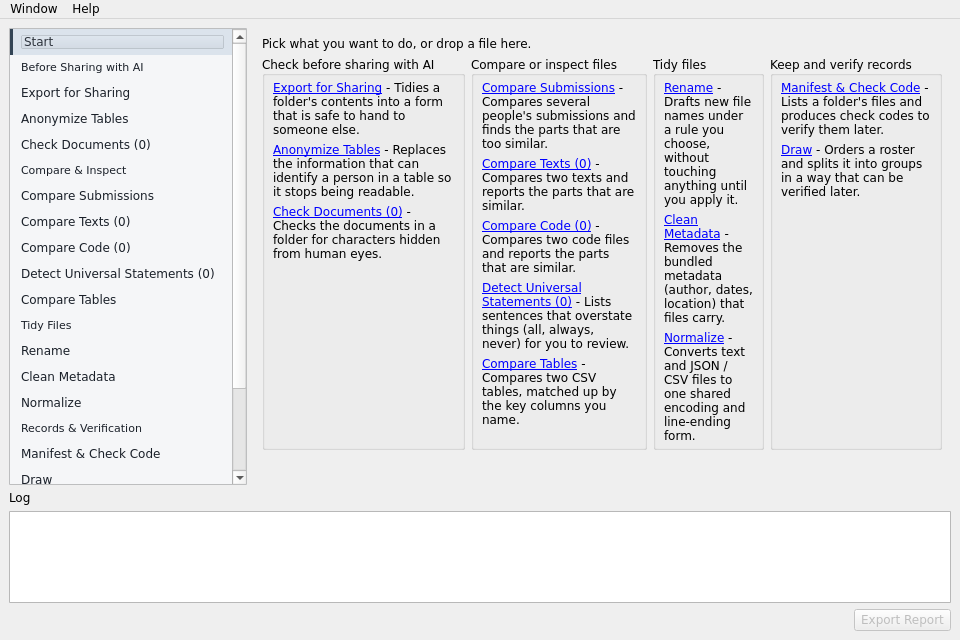 Window Help
Start
Before Sharing with AI
Export for Sharing
Anonymize Tables
Check Documents (0)
Compare & Inspect
Compare Submissions
Compare Texts (0)
Compare Code (0)
Detect Universal Statements (0)
Compare Tables
Tidy Files
Rename
Clean Metadata
Normalize
Records & Verification
Manifest & Check Code
Draw
Pick what you want to do, or drop a file here.
Check before sharing with AI
Export for Sharing - Tidies a
folder's contents into a form
that is safe to hand to
someone else.
Anonymize Tables - Replaces
the information that can
identify a person in a table so
it stops being readable.
Check Documents (0) -
Checks the documents in a
folder for characters hidden
from human eyes.
Compare or inspect files
Compare Submissions -
Compares several
people's submissions and
finds the parts that are
too similar.
Compare Texts (0) -
Compares two texts and
reports the parts that are
similar.
Compare Code (0) -
Compares two code files
and reports the parts
that are similar.
Detect Universal
Statements (0) - Lists
sentences that overstate
things (all, always,
never) for you to review.
Compare Tables -
Compares two CSV
tables, matched up by
the key columns you
name.
Tidy files
Rename -
Drafts new file
names under
a rule you
choose,
without
touching
anything until
you apply it.
Clean
Metadata -
Removes the
bundled
metadata
(author, dates,
location) that
files carry.
Normalize -
Converts text
and JSON /
CSV files to
one shared
encoding and
line-ending
form.
Keep and verify records
Manifest & Check Code -
Lists a folder's files and
produces check codes to
verify them later.
Draw - Orders a roster
and splits it into groups
in a way that can be
verified later.
Log
Export Report